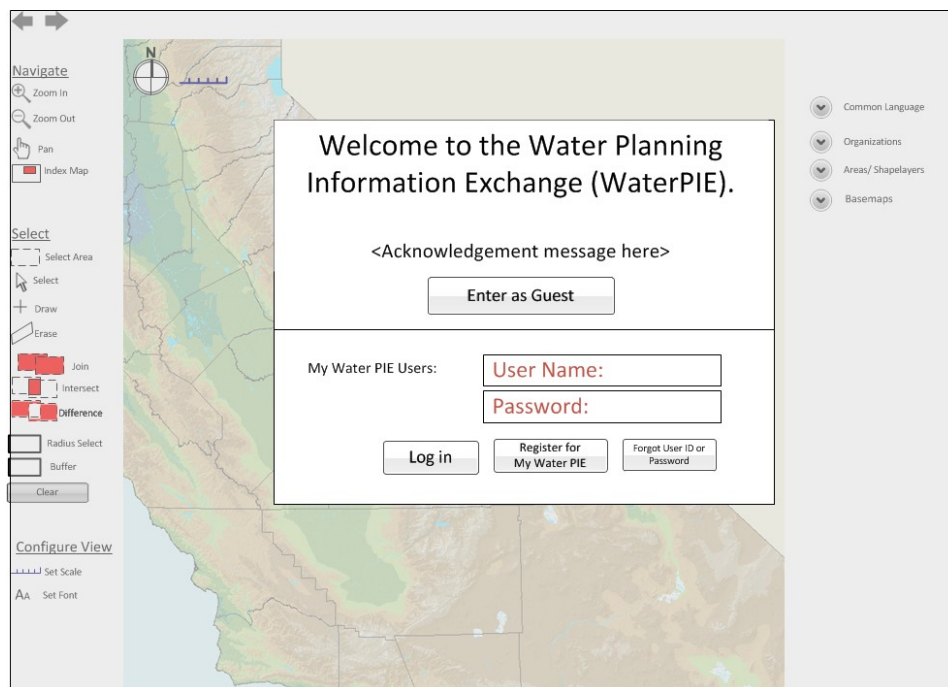 Navigate
Zoom In
Zoom Out
Pan
Index Map
Select
Select Area
Select
Draw
Erase
Join
Intersect
Difference
Radius Select
Buffer
Clear
Configure View
Set Scale
AA Set Font
N
Welcome to the Water Planning
Information Exchange (WaterPIE).
<Acknowledgement message here>
Enter as Guest
My Water PIE Users:
User Name:
Password:
Log in
Register for
My Water PIE
Forgot User ID or
Password
Common Language
Organizations
Areas/ Shapelayers
Basemaps